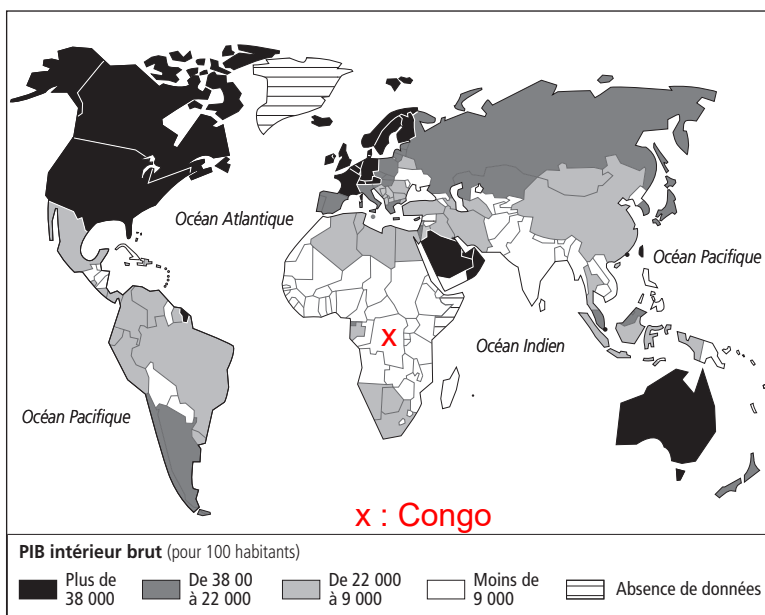 Océan Atlantique
Océan Pacifique
x
Océan Indien
Océan Pacifique
x : Congo
PIB intérieur brut (pour 100 habitants)
Plus de
38 000
De 38 00
à 22 000
De 22 000
à 9 000
Moins de
9 000
Absence de données